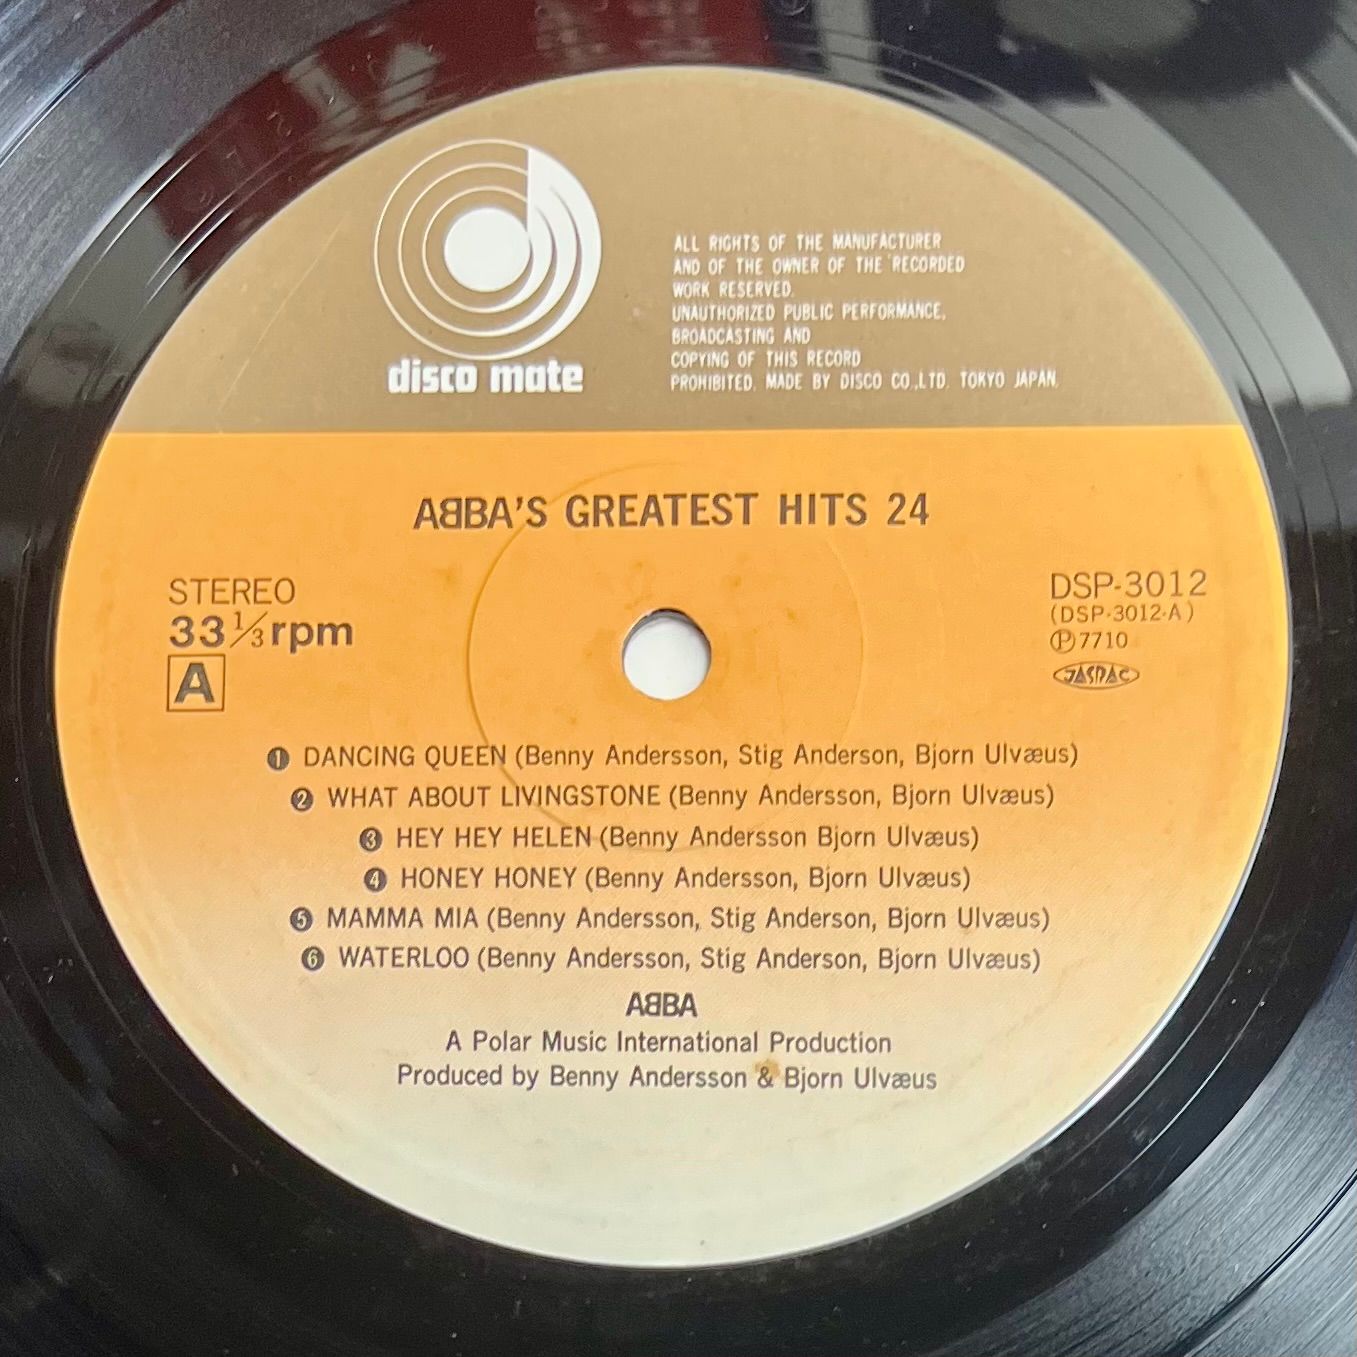 disco mate
ALL RIGHTS OF THE MANUFACTURER
AND OF THE OWNER OF THE RECORDED
WORK RESERVED.
UNAUTHORIZED PUBLIC PERFORMANCE,
BROADCASTING AND
COPYING OF THIS RECORD
PROHIBITED. MADE BY DISCO CO.,LTD. TOKYO JAPAN.
ABBA'S GREATEST HITS 24
STEREO
33⅓rpm
A
DSP-3012
(DSP-3012-A)
Ⓟ7710
JASRAC
❶ DANCING QUEEN (Benny Andersson, Stig Anderson, Bjorn Ulvæus)
❷ WHAT ABOUT LIVINGSTONE (Benny Andersson, Bjorn Ulvæus)
❸ HEY HEY HELEN (Benny Andersson Bjorn Ulvæus)
❹ HONEY HONEY (Benny Andersson, Bjorn Ulvæus)
❺ MAMMA MIA (Benny Andersson, Stig Anderson, Bjorn Ulvæus)
❻ WATERLOO (Benny Andersson, Stig Anderson, Bjorn Ulvæus)
ABBA
A Polar Music International Production
Produced by Benny Andersson & Bjorn Ulvæus